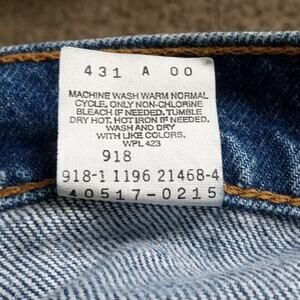 431 A 00
MACHINE WASH WARM NORMAL
CYCLE. ONLY NON-CHLORINE
BLEACH IF NEEDED. TUMBLE
DRY HOT. HOT IRON IF NEEDED.
WASH AND DRY
WITH LIKE COLORS.
WPL 423
918
918-1 1196 21468-4
40517-0215